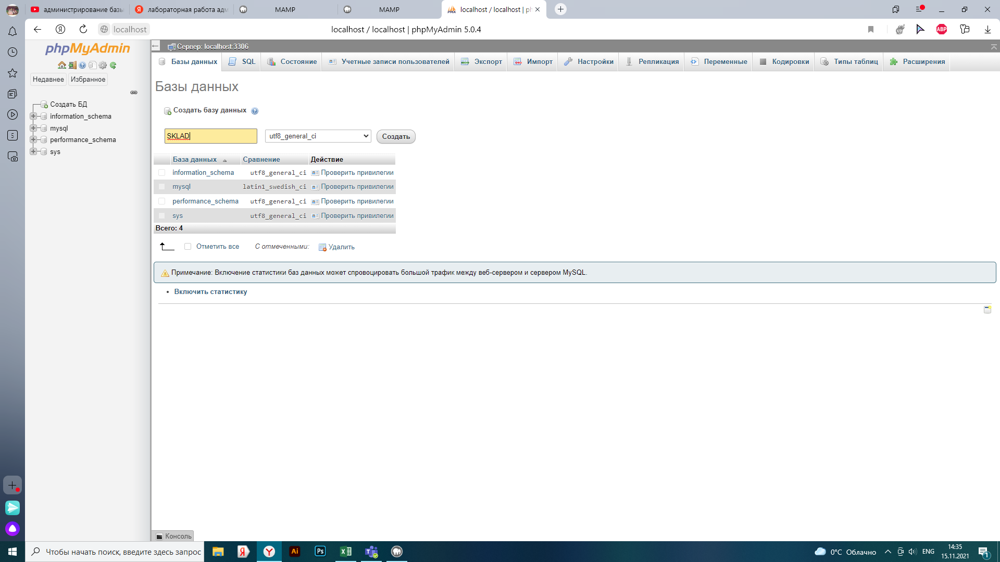 администрирование базы
лабораторная работа адм
MAMP
MAMP
localhost / localhost | ph
localhost
localhost / localhost | phpMyAdmin 5.0.4
ABP
phpMyAdmin
Недавнее
Избранное
Создать БД
information_schema
mysql
performance_schema
sys
5
Сервер: localhost:3306
Базы данных
SQL
Состояние
Учетные записи пользователей
Экспорт
Импорт
Настройки
Репликация
Переменные
Кодировки
Типы таблиц
Расширения
Базы данных
Создать базу данных
SKLAD
utf8_general_ci
Создать
База данных Сравнение Действие
information_schema utf8_general_ci Проверить привилегии
mysql latin1_swedish_ci Проверить привилегии
performance_schema utf8_general_ci Проверить привилегии
sys utf8_general_ci Проверить привилегии
Всего: 4
Отметить все С отмеченными: Удалить
Примечание: Включение статистики баз данных может спровоцировать большой трафик между веб-сервером и сервером MySQL.
Включить статистику
Консоль
Чтобы начать поиск, введите здесь запрос
Ai
Ps
0°C Облачно
ENG
14:35
15.11.2021
1